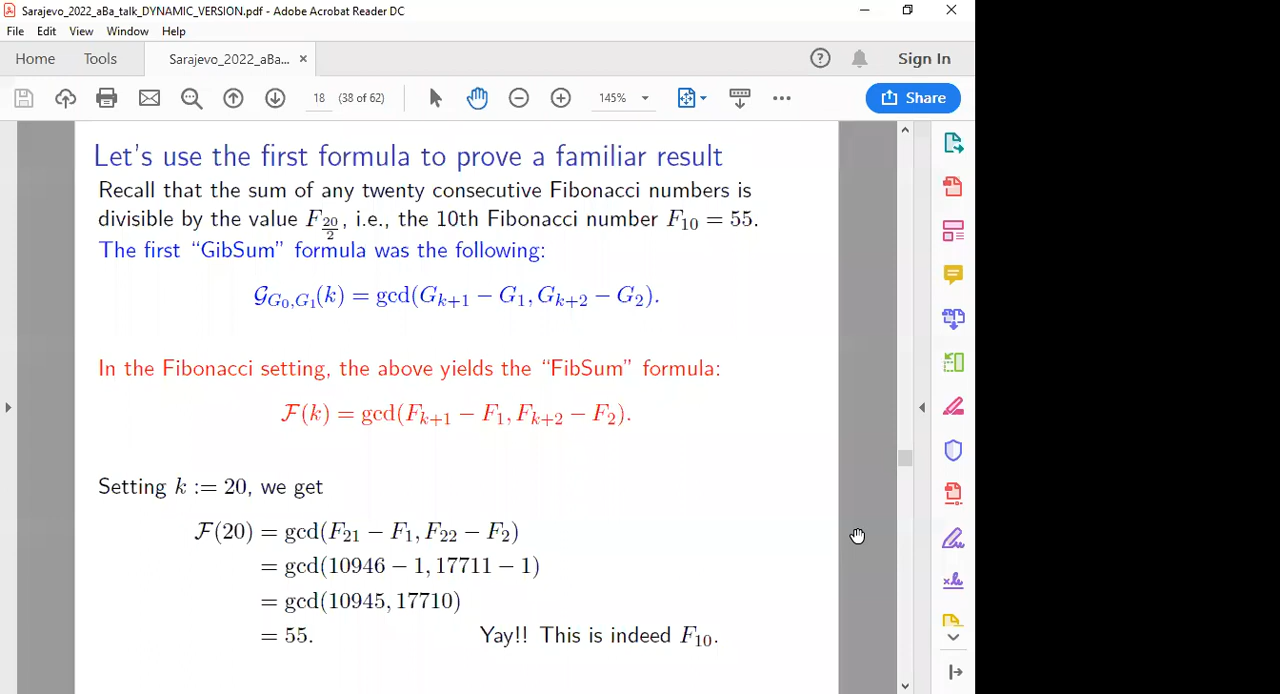 Sarajevo_2022_aBa_talk_DYNAMIC_VERSION.pdf - Adobe Acrobat Reader DC
File Edit View Window Help
Home Tools Sarajevo_2022_aBa... × Sign In
18 (38 of 62) 145% Share
Let's use the first formula to prove a familiar result
Recall that the sum of any twenty consecutive Fibonacci numbers is
divisible by the value F_{20/2}, i.e., the 10th Fibonacci number F_{10} = 55.
The first “GibSum” formula was the following:
𝒢_{G_0,G_1}(k) = gcd(G_{k+1} − G_1, G_{k+2} − G_2).
In the Fibonacci setting, the above yields the “FibSum” formula:
ℱ(k) = gcd(F_{k+1} − F_1, F_{k+2} − F_2).
Setting k := 20, we get
ℱ(20) = gcd(F_{21} − F_1, F_{22} − F_2)
= gcd(10946 − 1, 17711 − 1)
= gcd(10945, 17710)
= 55. Yay!! This is indeed F_{10}.